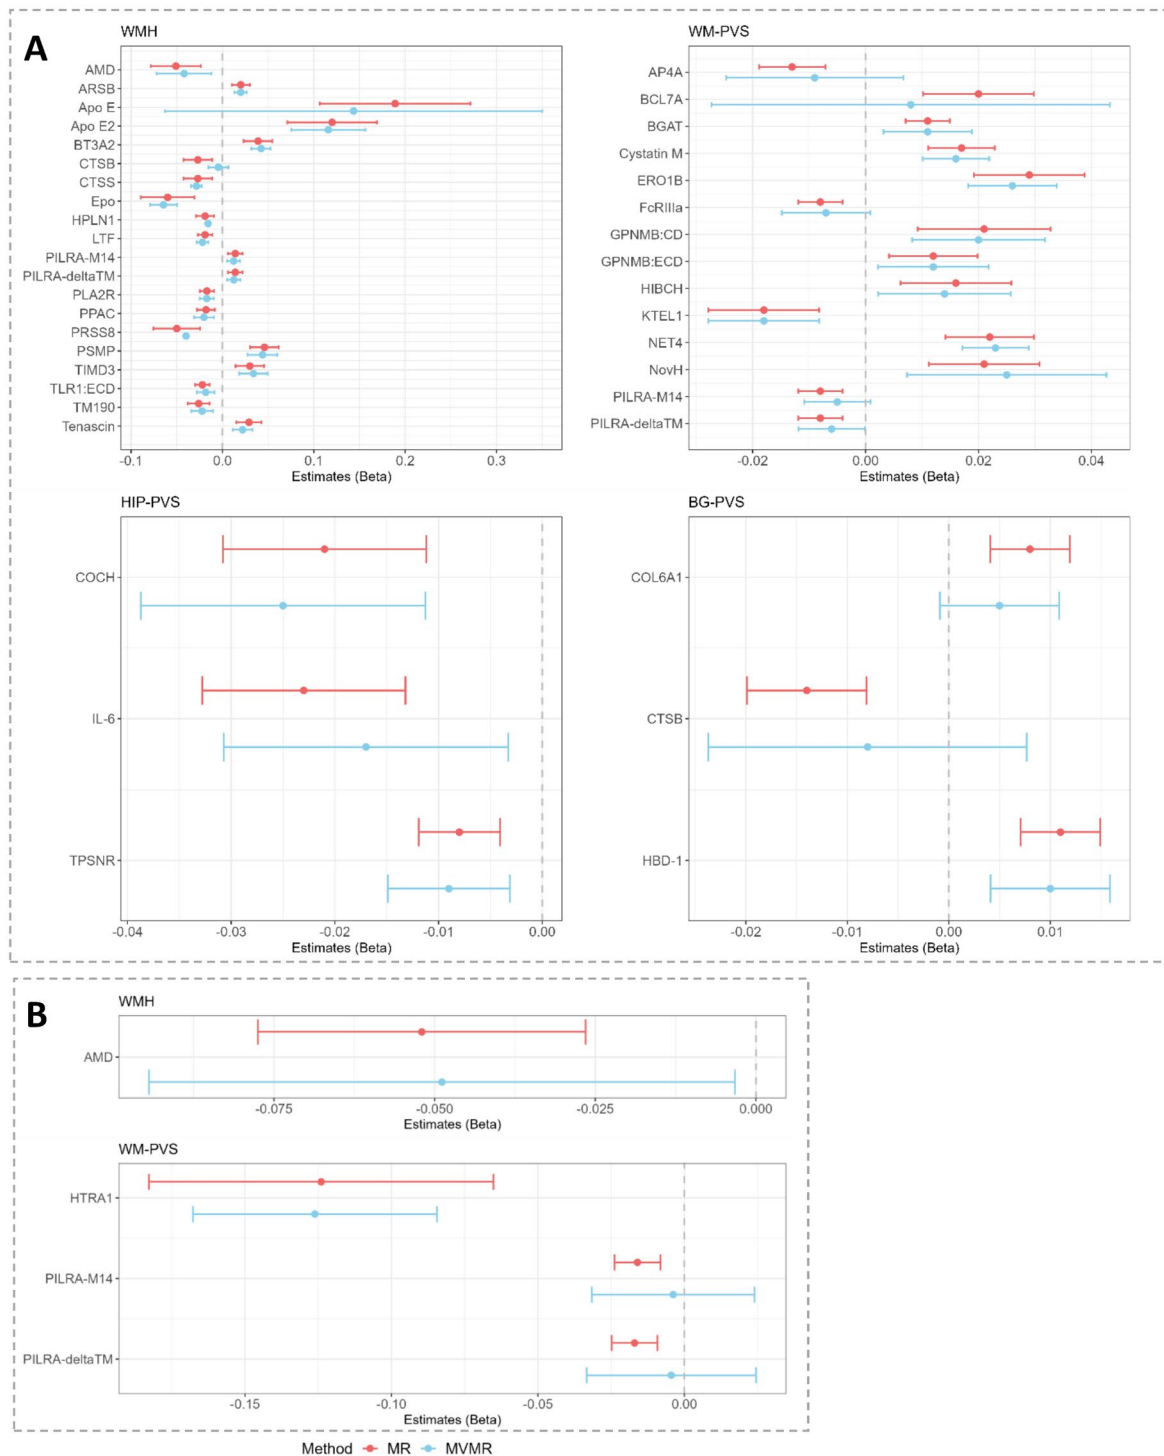 A
WMH
AMD
ARSB
Apo E
Apo E2
BT3A2
CTSB
CTSS
Epo
HPLN1
LTF
PILRA-M14
PILRA-deltaTM
PLA2R
PPAC
PRSS8
PSMP
TIMD3
TLR1:ECD
TM190
Tenascin
-0.1 0.0 0.1 0.2 0.3
Estimates (Beta)
WM-PVS
AP4A
BCL7A
BGAT
Cystatin M
ERO1B
FcRIIIa
GPNMB:CD
GPNMB:ECD
HIBCH
KTEL1
NET4
NovH
PILRA-M14
PILRA-deltaTM
-0.02 0.00 0.02 0.04
Estimates (Beta)
HIP-PVS
COCH
IL-6
TPSNR
-0.04 -0.03 -0.02 -0.01 0.00
Estimates (Beta)
BG-PVS
COL6A1
CTSB
HBD-1
-0.02 -0.01 0.00 0.01
Estimates (Beta)
B
WMH
AMD
-0.075 -0.050 -0.025 0.000
Estimates (Beta)
WM-PVS
HTRA1
PILRA-M14
PILRA-deltaTM
-0.15 -0.10 -0.05 0.00
Estimates (Beta)
Method MR MVMR